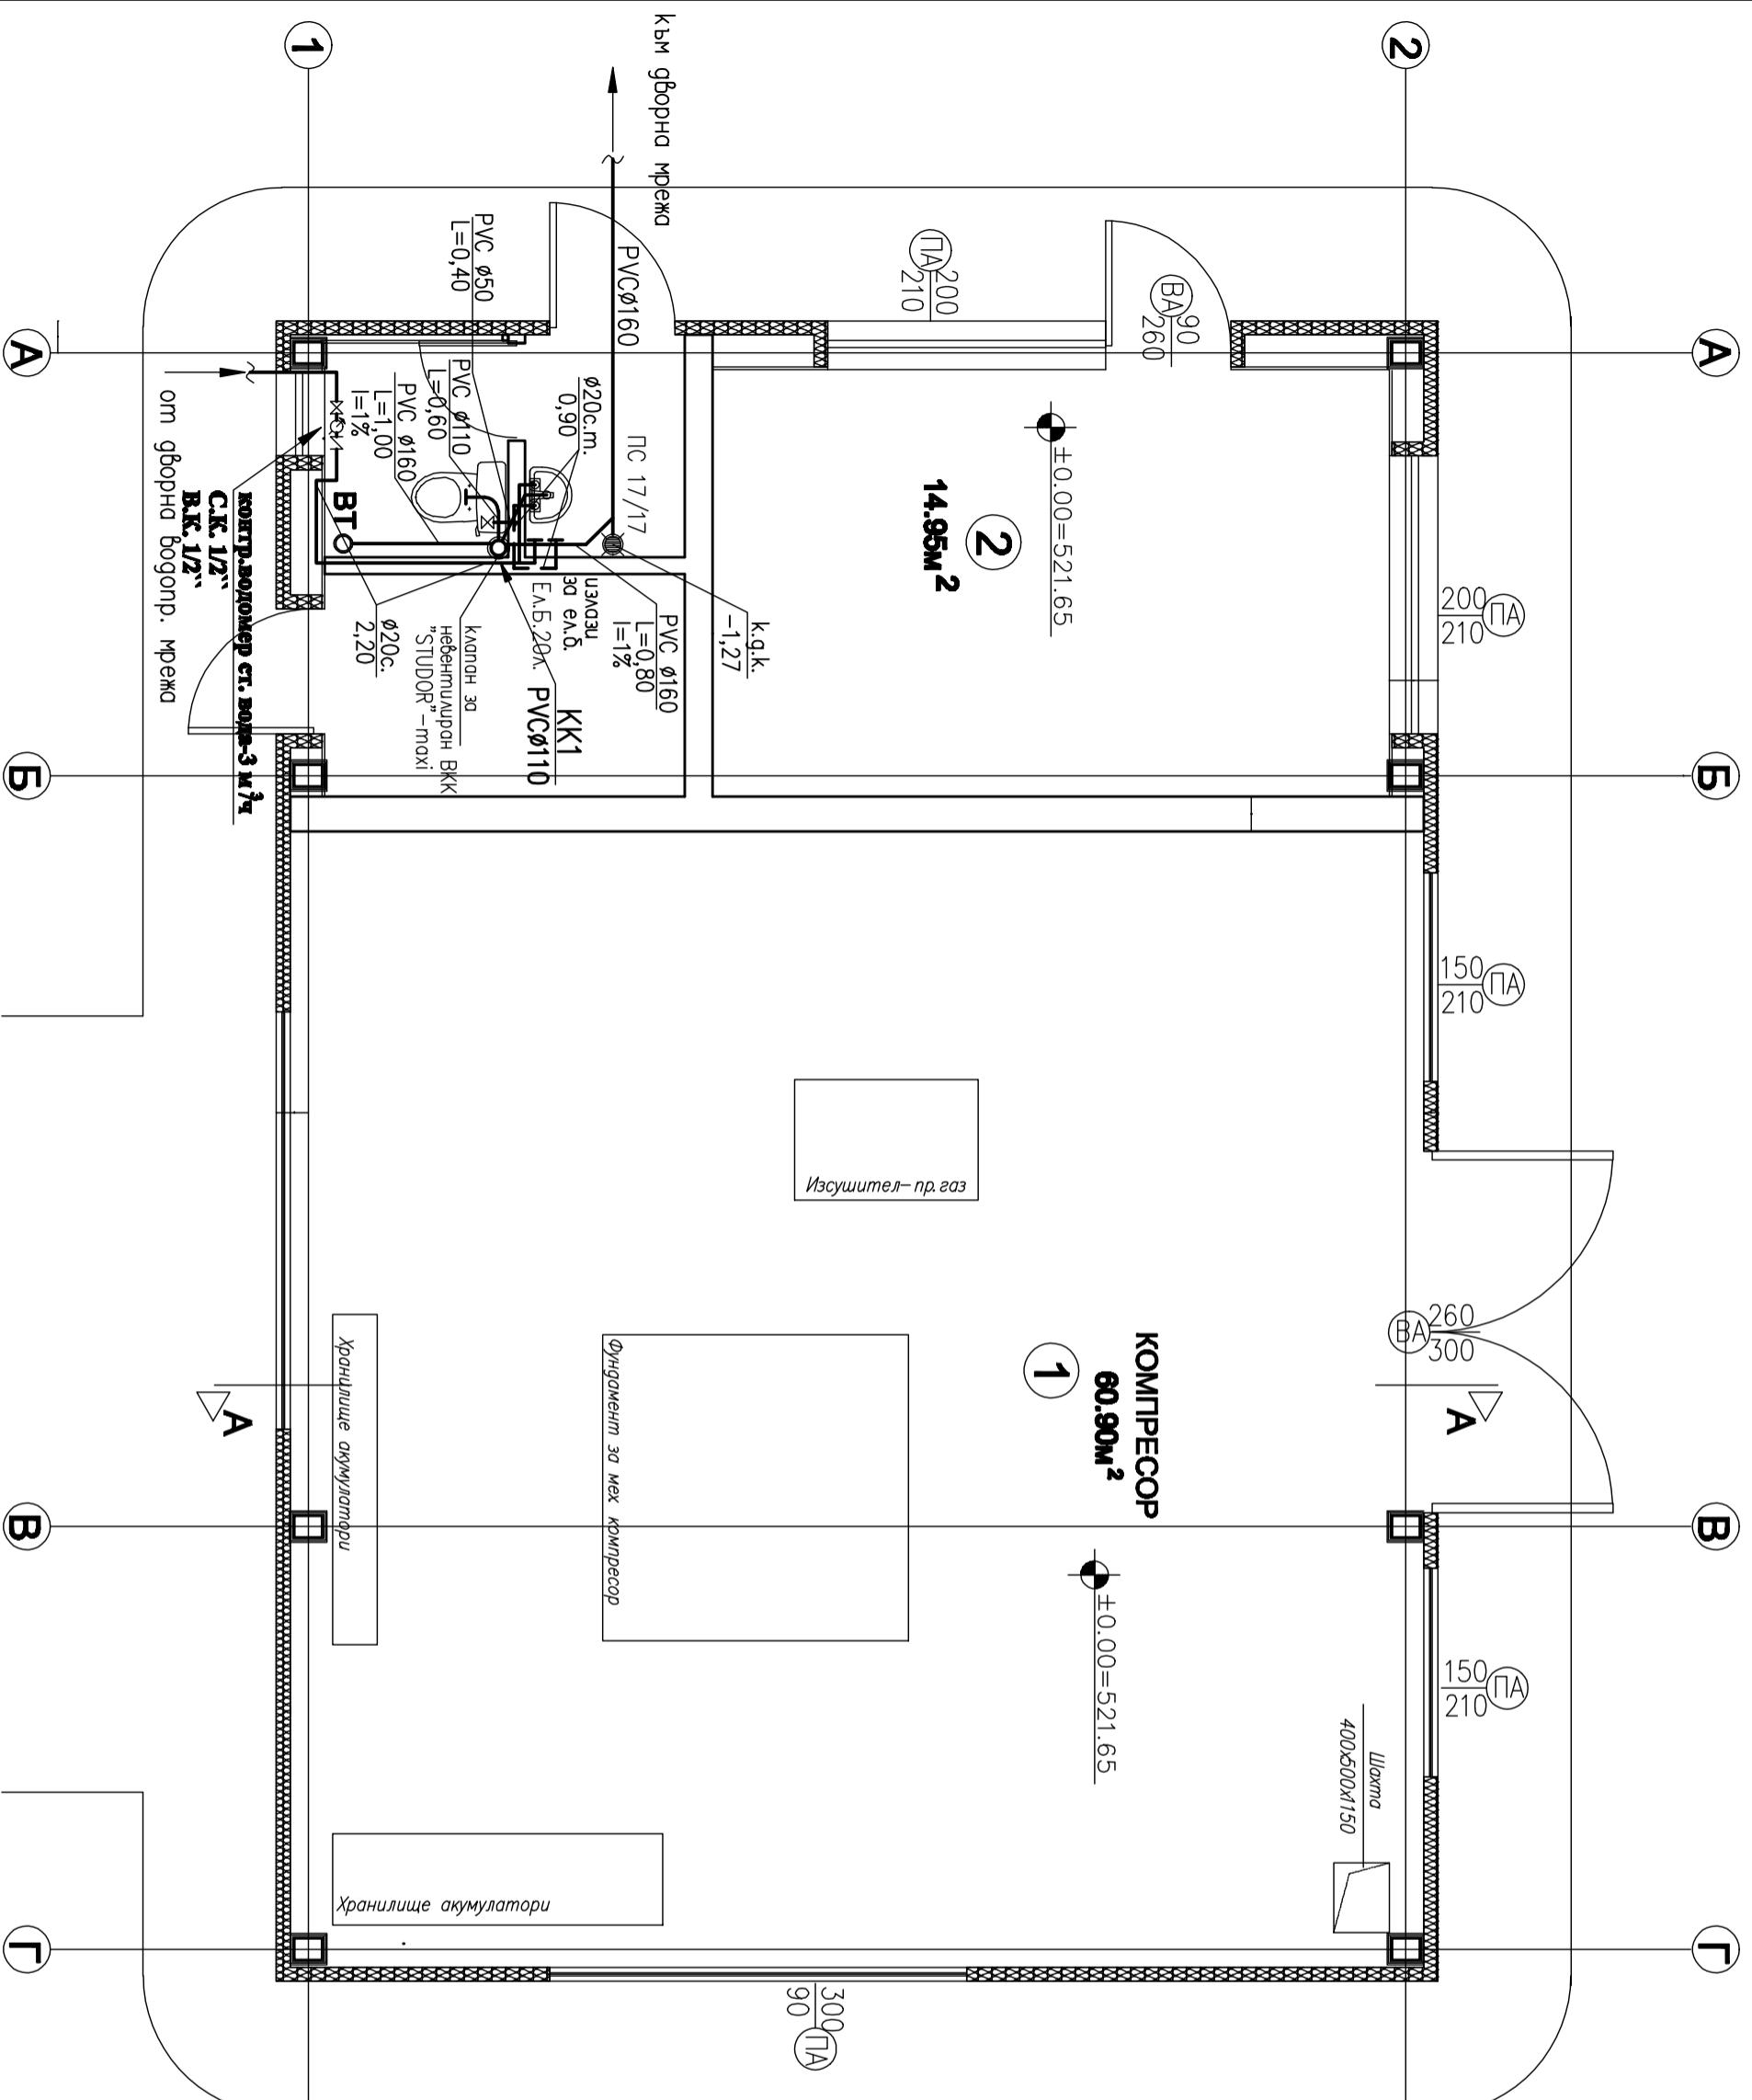 1
2
към дворна мрежа
PVC ø50
L=0,40
PVCø160
ПА
200
210
ВА
90
260
А
А
PVC ø110
L=0,60
PVC ø160
L=1,00
I=1%
ø20с.т.
0,90
ПС 17/17
±0.00=521.65
2
14.95м²
от дворна водопр. мрежа
контр.водомер ст. вода-3 м³/ч
С.К. 1/2``
В.К. 1/2``
ВТ
200
210
ПА
к.д.к.
-1,27
PVC ø160
L=0,80
I=1%
излази
за ел.б.
Ел.Б.20л.
КК1
PVCø110
клапан за
невентилиран ВКК
"STUDOR"-maxi
ø20с.
2,20
Б
Б
150
210
ПА
Изсушител- пр. газ
260
300
ВА
КОМПРЕСОР
60.90м²
1
Фундамент за мех компресор
Хранилище акумулатори
А
А
В
В
±0.00=521.65
150
210
ПА
Шахта
400x500x1150
Хранилище акумулатори
Г
Г
300
90
ПА